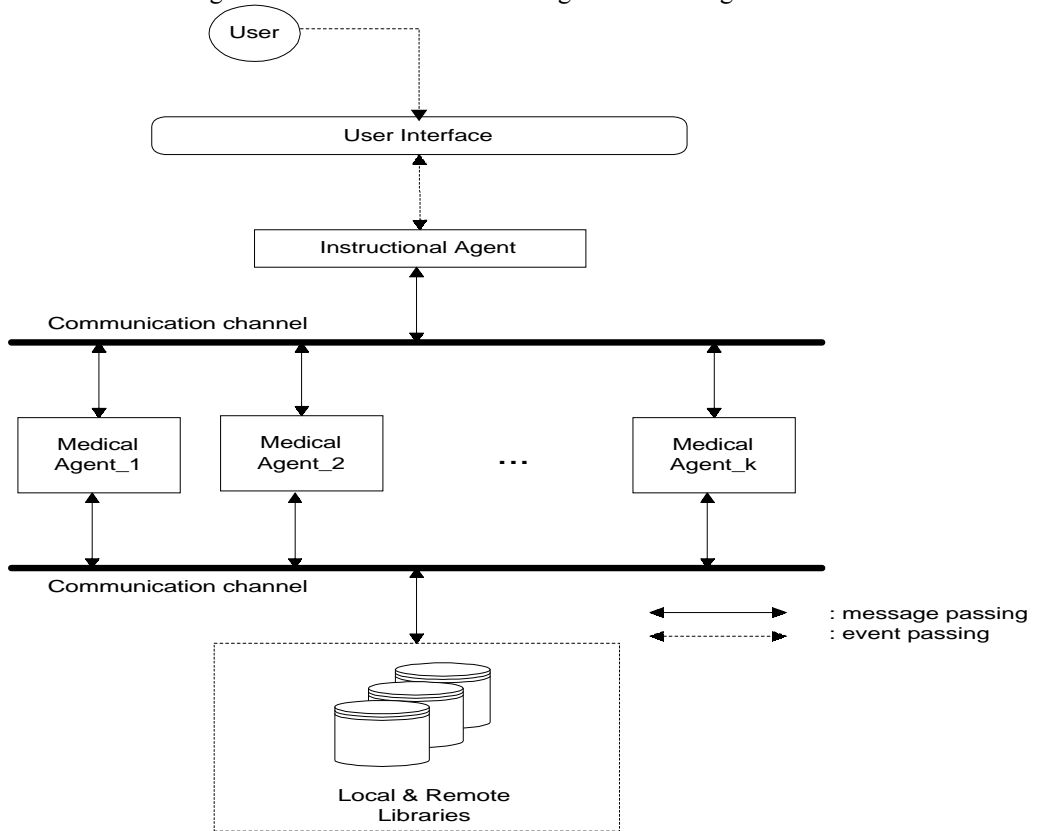 User
User Interface
Instructional Agent
Communication channel
Medical
Agent_1
Medical
Agent_2
...
Medical
Agent_k
Communication channel
: message passing
: event passing
Local & Remote
Libraries